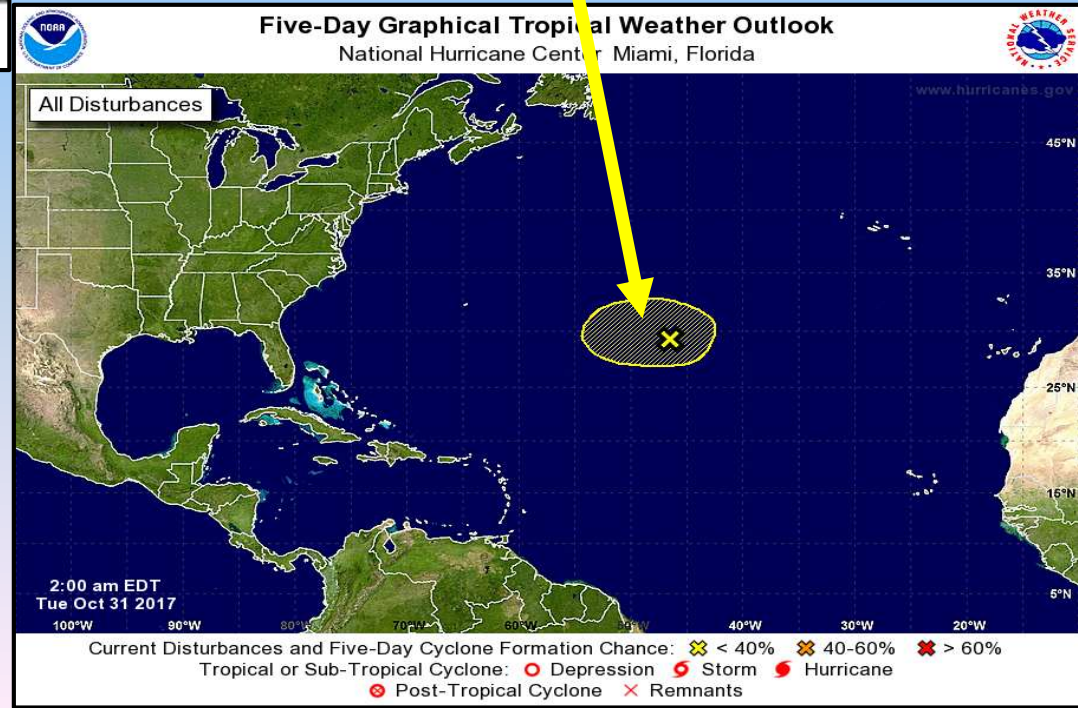 Five-Day Graphical Tropical Weather Outlook
National Hurricane Center Miami, Florida
NOAA
All Disturbances
www.hurricanes.gov
45°N
35°N
25°N
15°N
5°N
2:00 am EDT
Tue Oct 31 2017
100°W 90°W 80°W 70°W 60°W 50°W 40°W 30°W 20°W
Current Disturbances and Five-Day Cyclone Formation Chance: < 40% 40-60% > 60%
Tropical or Sub-Tropical Cyclone: Depression Storm Hurricane
Post-Tropical Cyclone Remnants